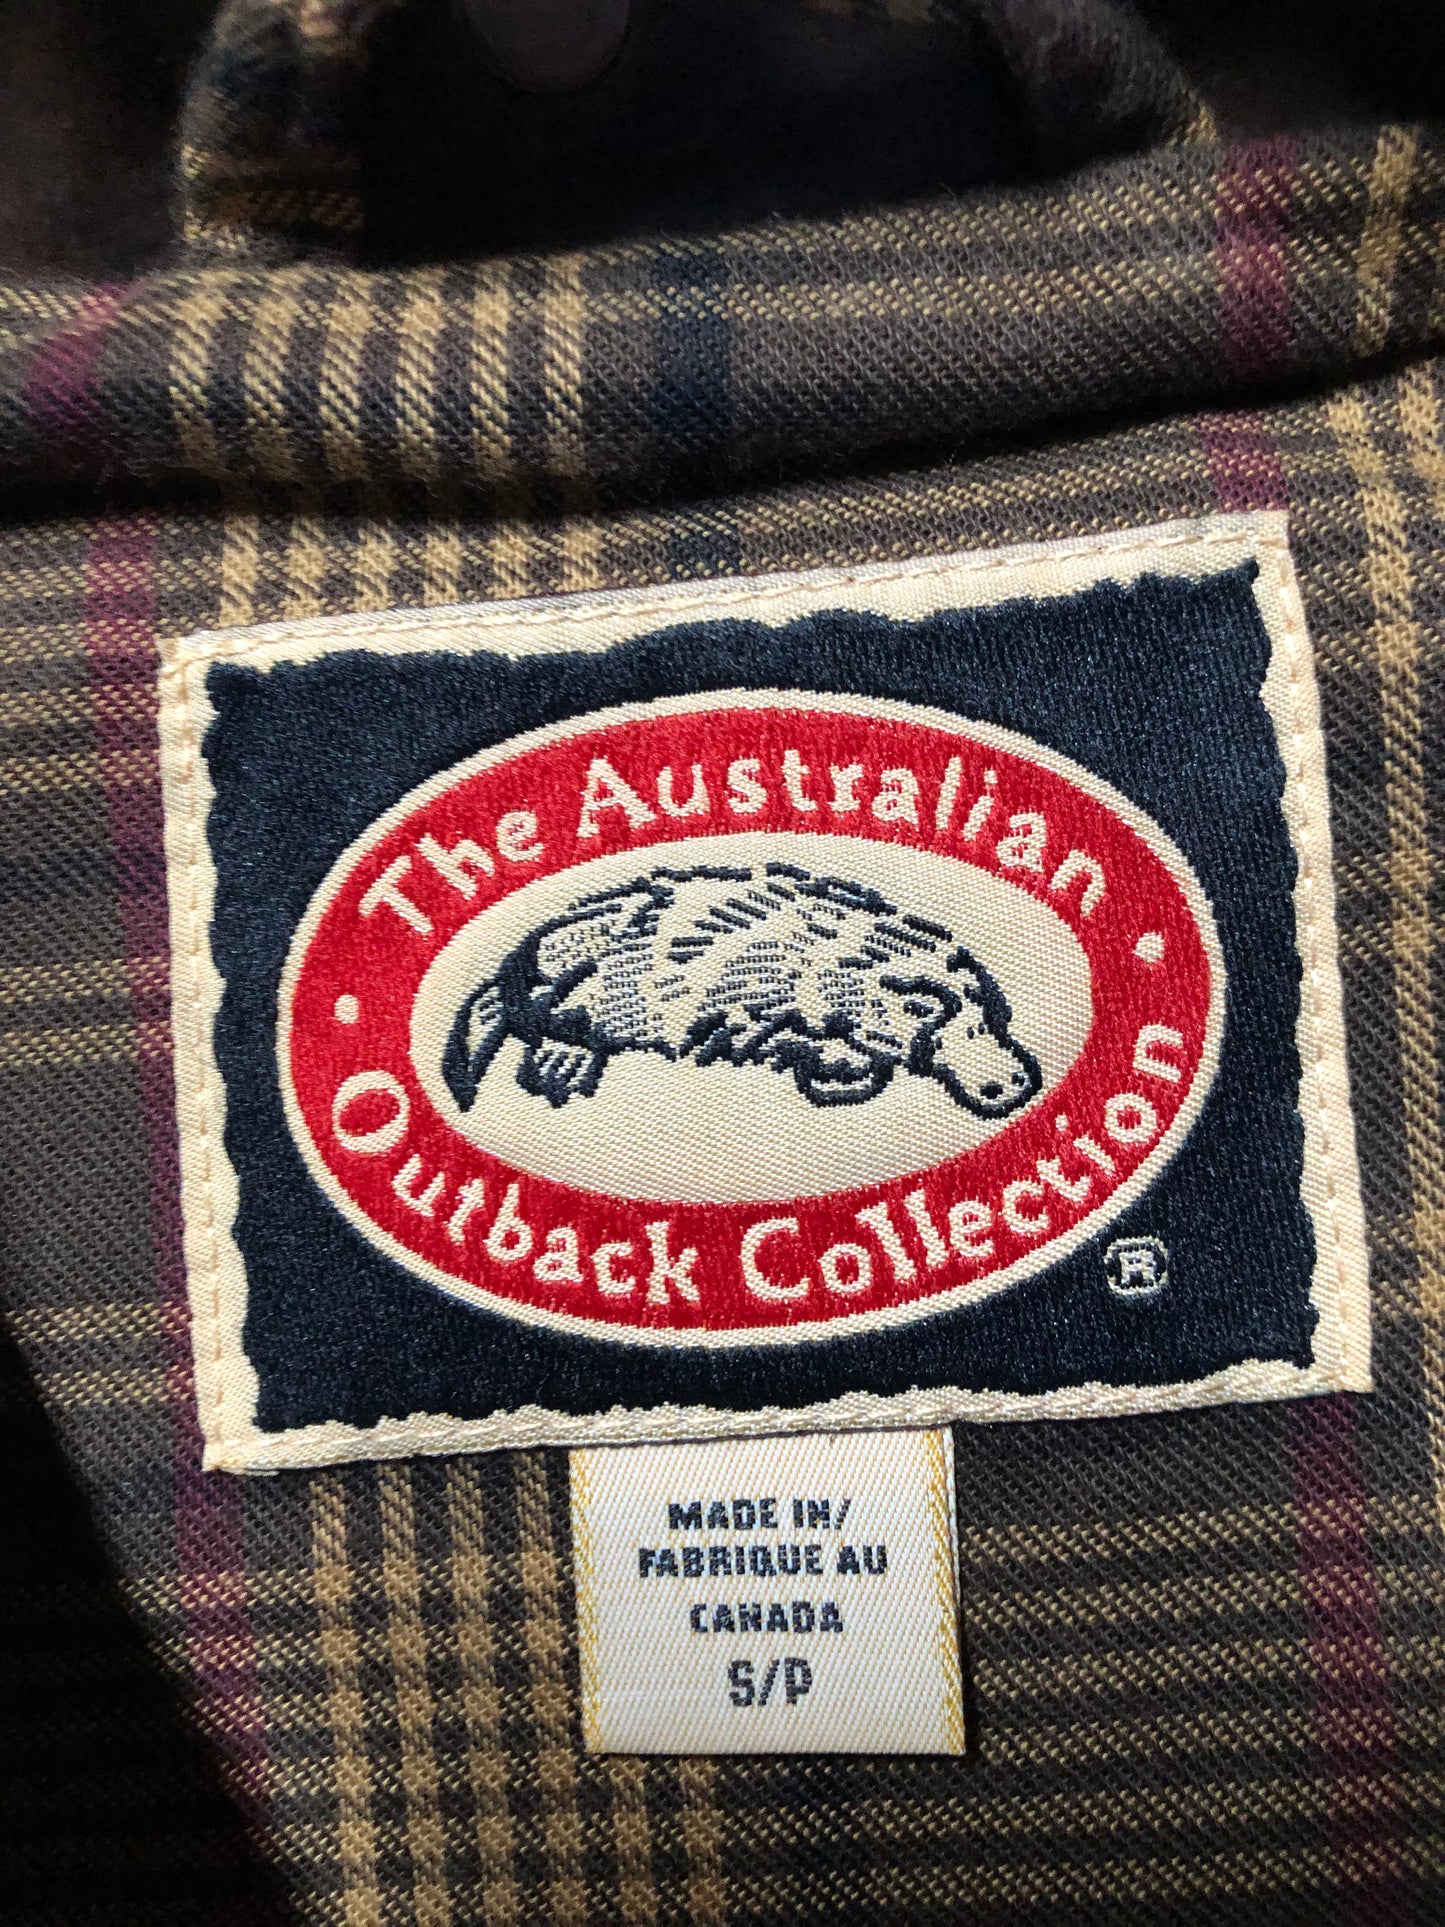 The Australian
Outback Collection
®
MADE IN/
FABRIQUE AU
CANADA
S/P